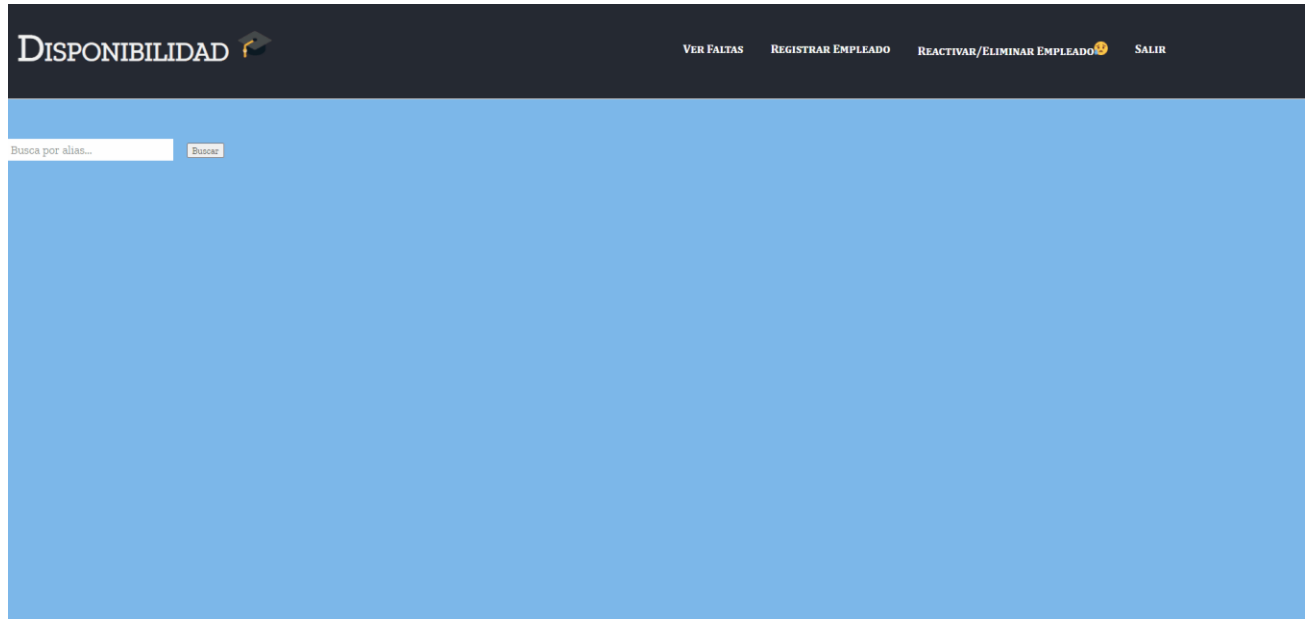 Disponibilidad 🎓
Ver Faltas Registrar Empleado Reactivar/Eliminar Empleado😢 Salir
Busca por alias... Buscar